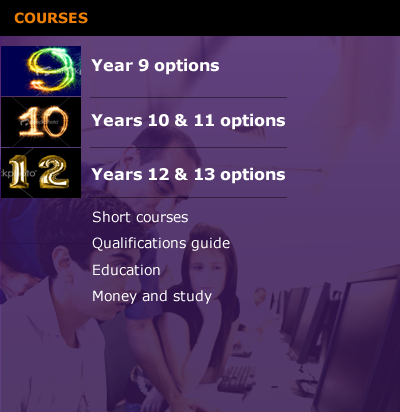 COURSES
9
Year 9 options
10
Years 10 & 11 options
12
Years 12 & 13 options
Short courses
Qualifications guide
Education
Money and study